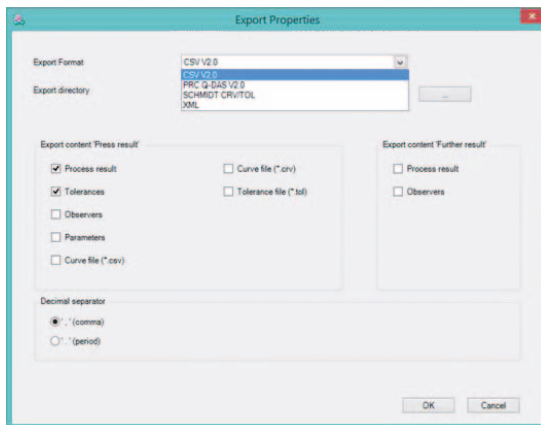 Export Properties
Export Format
CSV V2.0
CSV V2.0
PRC Q-DAS V2.0
SCHMIDT CRV/TOL
XML
Export directory
...
Export content 'Press result'
Export content 'Further result'
Process result
Curve file (*.crv)
Process result
Tolerances
Tolerance file (*.tol)
Observers
Observers
Parameters
Curve file (*.csv)
Decimal separator
' , ' (comma)
' . ' (period)
OK
Cancel